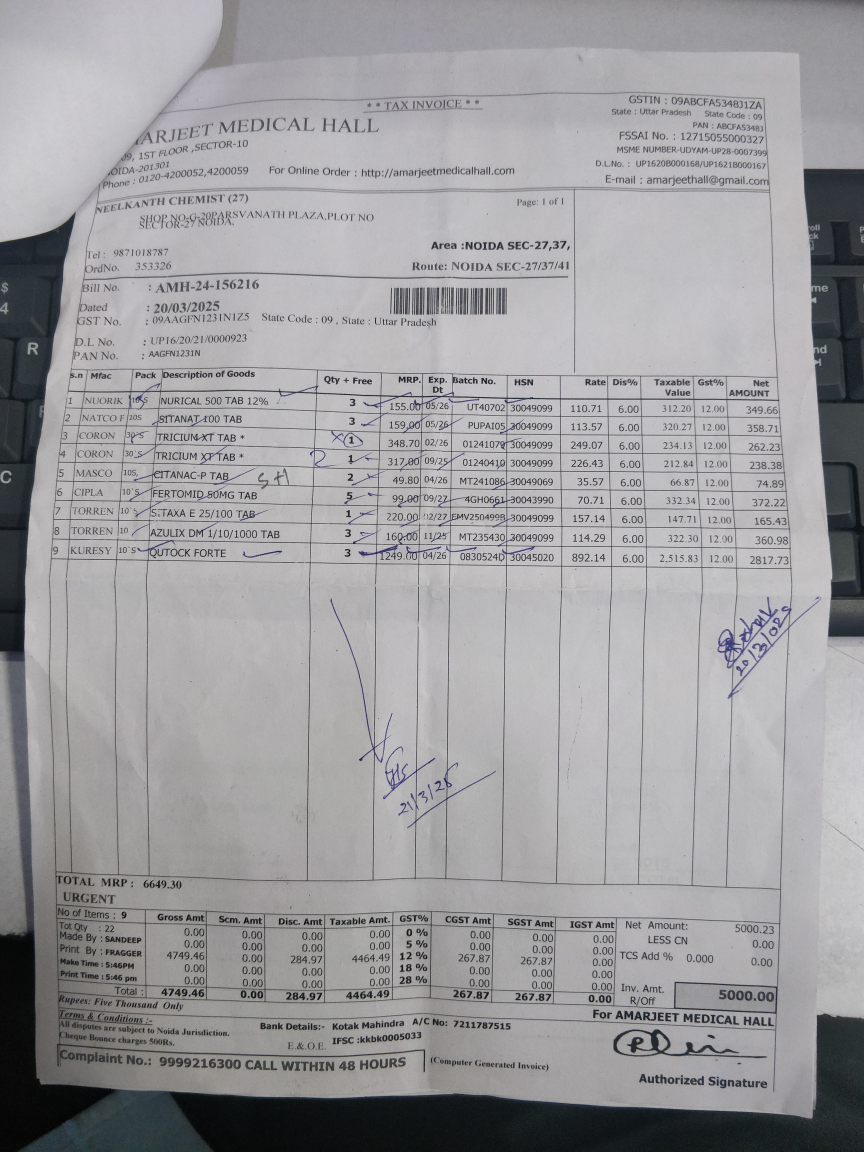 ** TAX INVOICE **
ARJEET MEDICAL HALL
09, 1ST FLOOR ,SECTOR-10
OIDA-201301
Phone : 0120-4200052,4200059
For Online Order : http://amarjeetmedicalhall.com
GSTIN : 09ABCFA5348J1ZA
State : Uttar Pradesh State Code : 09
PAN : ABCFA5348J
FSSAI No. : 12715055000327
MSME NUMBER-UDYAM-UP28-0007399
D.L.No. : UP1620B000168/UP1621B000167
E-mail : amarjeethall@gmail.com
NEELKANTH CHEMIST (27)
SHOP NO-G-20PARSVANATH PLAZA,PLOT NO
SECTOR-27 NOIDA,
Page: 1 of 1
Tel : 9871018787
OrdNo. 353326
Area :NOIDA SEC-27,37,
Route: NOIDA SEC-27/37/41
Bill No. : AMH-24-156216
Dated : 20/03/2025
GST No. : 09AAGFN1231N1Z5 State Code : 09 , State : Uttar Pradesh
D.L No. : UP16/20/21/0000923
PAN No. : AAGFN1231N
s.n Mfac Pack Description of Goods Qty + Free MRP. Exp. Dt Batch No. HSN Rate Dis% Taxable Value Gst% Net AMOUNT
1 NUORIK 10'S NURICAL 500 TAB 12% 3 155.00 05/26 UT40702 30049099 110.71 6.00 312.20 12.00 349.66
2 NATCO F 10S SITANAT 100 TAB 3 159.00 05/26 PUPA105 30049099 113.57 6.00 320.27 12.00 358.71
3 CORON 30'S TRICIUM XT TAB * 1 348.70 02/26 01241078 30049099 249.07 6.00 234.13 12.00 262.23
4 CORON 30'S TRICIUM XT TAB * 2 1 317.00 09/25 01240410 30049099 226.43 6.00 212.84 12.00 238.38
5 MASCO 10S, CITANAC-P TAB SH 2 49.80 04/26 MT241086 30049069 35.57 6.00 66.87 12.00 74.89
6 CIPLA 10'S FERTOMID 50MG TAB 5 99.00 09/27 4GH0661 30043990 70.71 6.00 332.34 12.00 372.22
7 TORREN 10's SITAXA E 25/100 TAB 1 220.00 02/27 EMV250499B 30049099 157.14 6.00 147.71 12.00 165.43
8 TORREN 10 AZULIX DM 1/10/1000 TAB 3 160.00 11/25 MT235430 30049099 114.29 6.00 322.30 12.00 360.98
9 KURESY 10'S QUTOCK FORTE 3 1249.00 04/26 0830524D 30045020 892.14 6.00 2,515.83 12.00 2817.73
20/3/025
21/3/25
TOTAL MRP : 6649.30
URGENT
No of Items : 9 Gross Amt Scm. Amt Disc. Amt Taxable Amt. GST% CGST Amt SGST Amt IGST Amt
Tot Qty : 22 0.00 0.00 0.00 0.00 0 % 0.00 0.00 0.00
Made By : SANDEEP 0.00 0.00 0.00 0.00 5 % 0.00 0.00 0.00
Print By : FRAGGER 4749.46 0.00 284.97 4464.49 12 % 267.87 267.87 0.00
Make Time : 5:46PM 0.00 0.00 0.00 0.00 18 % 0.00 0.00 0.00
Print Time : 5:46 pm 0.00 0.00 0.00 0.00 28 % 0.00 0.00 0.00
Total : 4749.46 0.00 284.97 4464.49 267.87 267.87 0.00
Net Amount: 5000.23
LESS CN 0.00
TCS Add % 0.000 0.00
Inv. Amt. R/Off 5000.00
Rupees: Five Thousand Only
Terms & Conditions :-
All disputes are subject to Noida Jurisdiction.
Cheque Bounce charges 500Rs.
E.& O.E.
Bank Details:- Kotak Mahindra A/C No: 7211787515
IFSC :kkbk0005033
For AMARJEET MEDICAL HALL
Complaint No.: 9999216300 CALL WITHIN 48 HOURS
(Computer Generated Invoice)
Authorized Signature